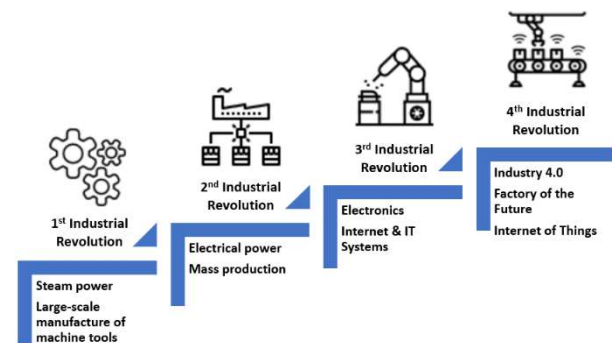 1st Industrial
Revolution
Steam power
Large-scale
manufacture of
machine tools
2nd Industrial
Revolution
Electrical power
Mass production
3rd Industrial
Revolution
Electronics
Internet & IT
Systems
4th Industrial
Revolution
Industry 4.0
Factory of the
Future
Internet of Things